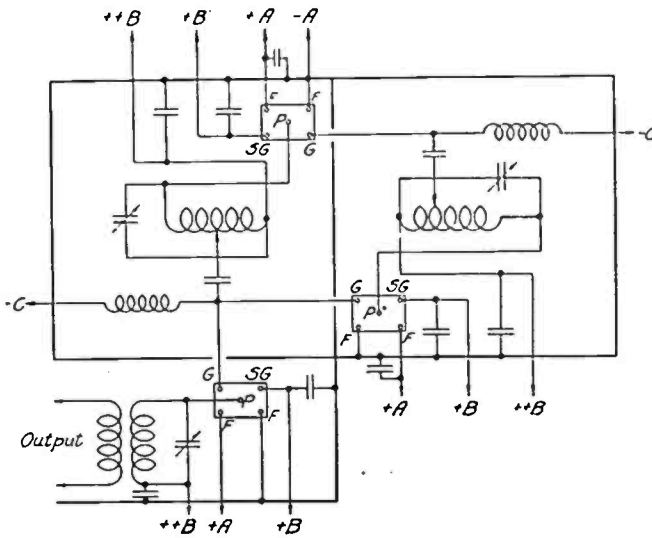 ++B +B +A -A
F F
P
SG G
-C
-C
G SG
P
F F
G SG
+A +B ++B
P
F F
Output
++B +A +B